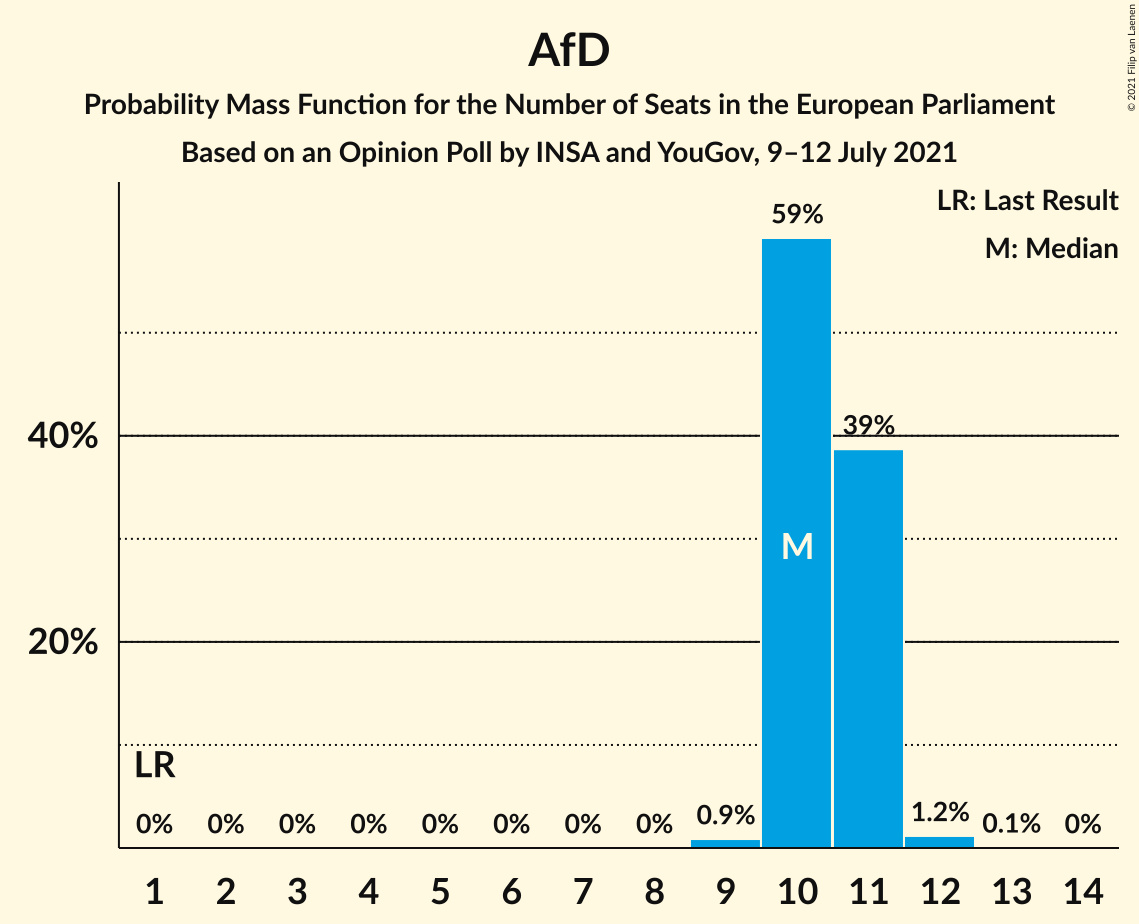 AfD
Probability Mass Function for the Number of Seats in the European Parliament
Based on an Opinion Poll by INSA and YouGov, 9–12 July 2021
© 2021 Filip van Laenen
LR: Last Result
M: Median
59%
39%
40%
M
20%
LR
0% 0% 0% 0% 0% 0% 0% 0% 0.9% 1.2% 0.1% 0%
1 2 3 4 5 6 7 8 9 10 11 12 13 14